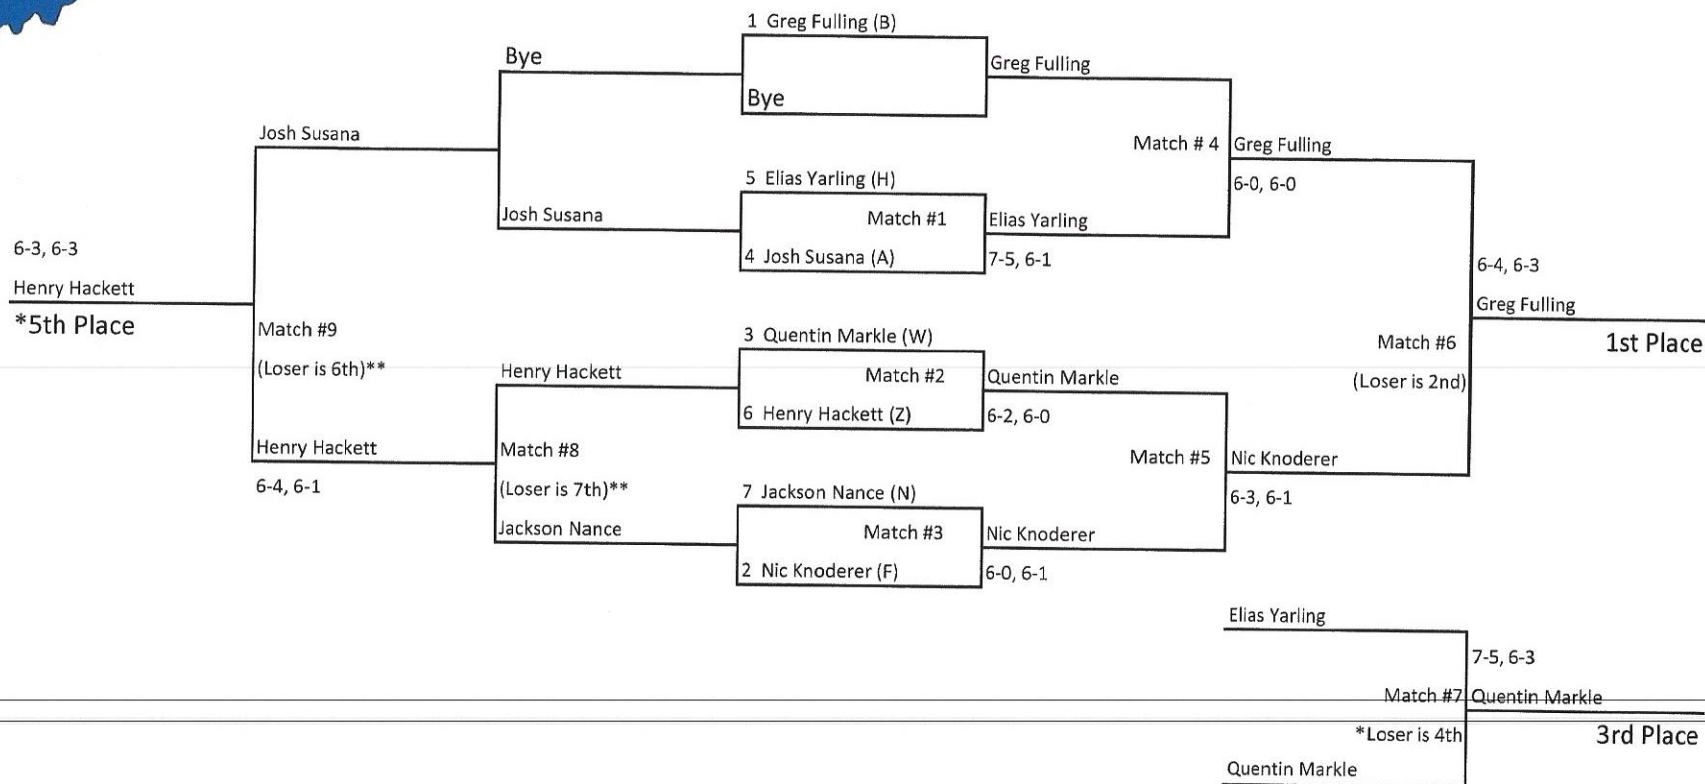 1 Greg Fulling (B)
Bye
Greg Fulling
Bye
Josh Susana
Match # 4
Greg Fulling
6-0, 6-0
5 Elias Yarling (H)
Josh Susana
Match #1
Elias Yarling
4 Josh Susana (A)
7-5, 6-1
6-3, 6-3
Henry Hackett
*5th Place
6-4, 6-3
Greg Fulling
1st Place
Match #9
(Loser is 6th)**
3 Quentin Markle (W)
Match #6
(Loser is 2nd)
Henry Hackett
Match #2
Quentin Markle
6 Henry Hackett (Z)
6-2, 6-0
Henry Hackett
6-4, 6-1
Match #8
(Loser is 7th)**
Match #5
Nic Knoderer
6-3, 6-1
7 Jackson Nance (N)
Jackson Nance
Match #3
Nic Knoderer
2 Nic Knoderer (F)
6-0, 6-1
Elias Yarling
7-5, 6-3
Match #7
Quentin Markle
*Loser is 4th
3rd Place
Quentin Markle